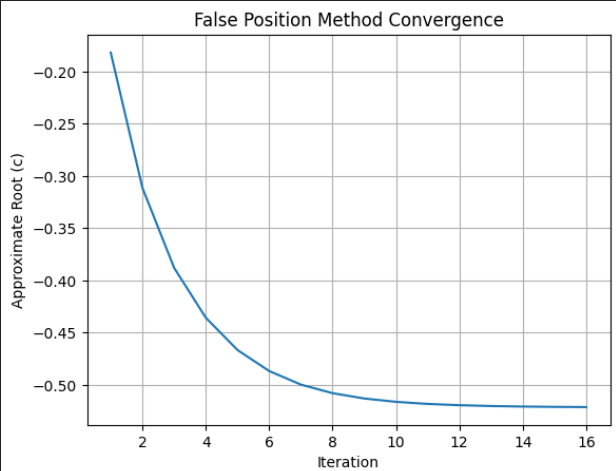 False Position Method Convergence
−0.20
−0.25
−0.30
−0.35
−0.40
−0.45
−0.50
Approximate Root (c)
2 4 6 8 10 12 14 16
Iteration